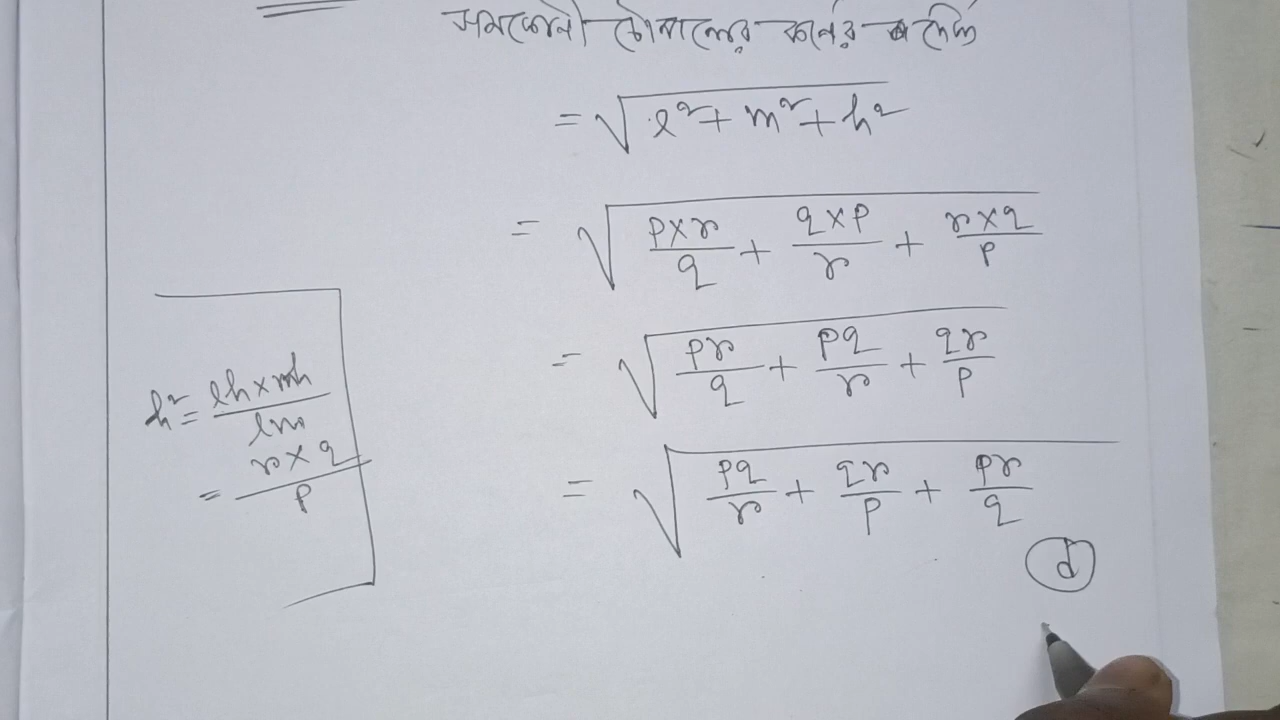 সমকোণী চৌপলের কর্ণের দৈর্ঘ্য
= √(l² + m² + h²)
= √(p×r/q + q×p/r + r×q/p)
= √(pr/q + pq/r + qr/p)
= √(pq/r + qr/p + pr/q)
d
h² = lh×mh/lm
= r×q/p